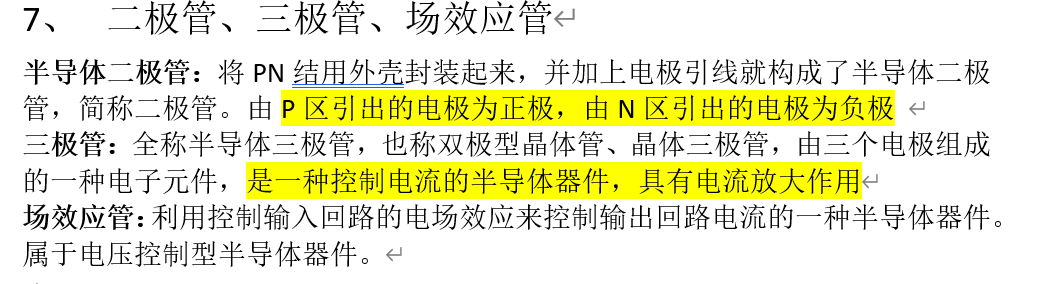 7、 二极管、三极管、场效应管
半导体二极管：将 PN 结用外壳封装起来，并加上电极引线就构成了半导体二极
管，简称二极管。由 P 区引出的电极为正极，由 N 区引出的电极为负极
三极管：全称半导体三极管，也称双极型晶体管、晶体三极管，由三个电极组成
的一种电子元件，是一种控制电流的半导体器件，具有电流放大作用
场效应管：利用控制输入回路的电场效应来控制输出回路电流的一种半导体器件。
属于电压控制型半导体器件。